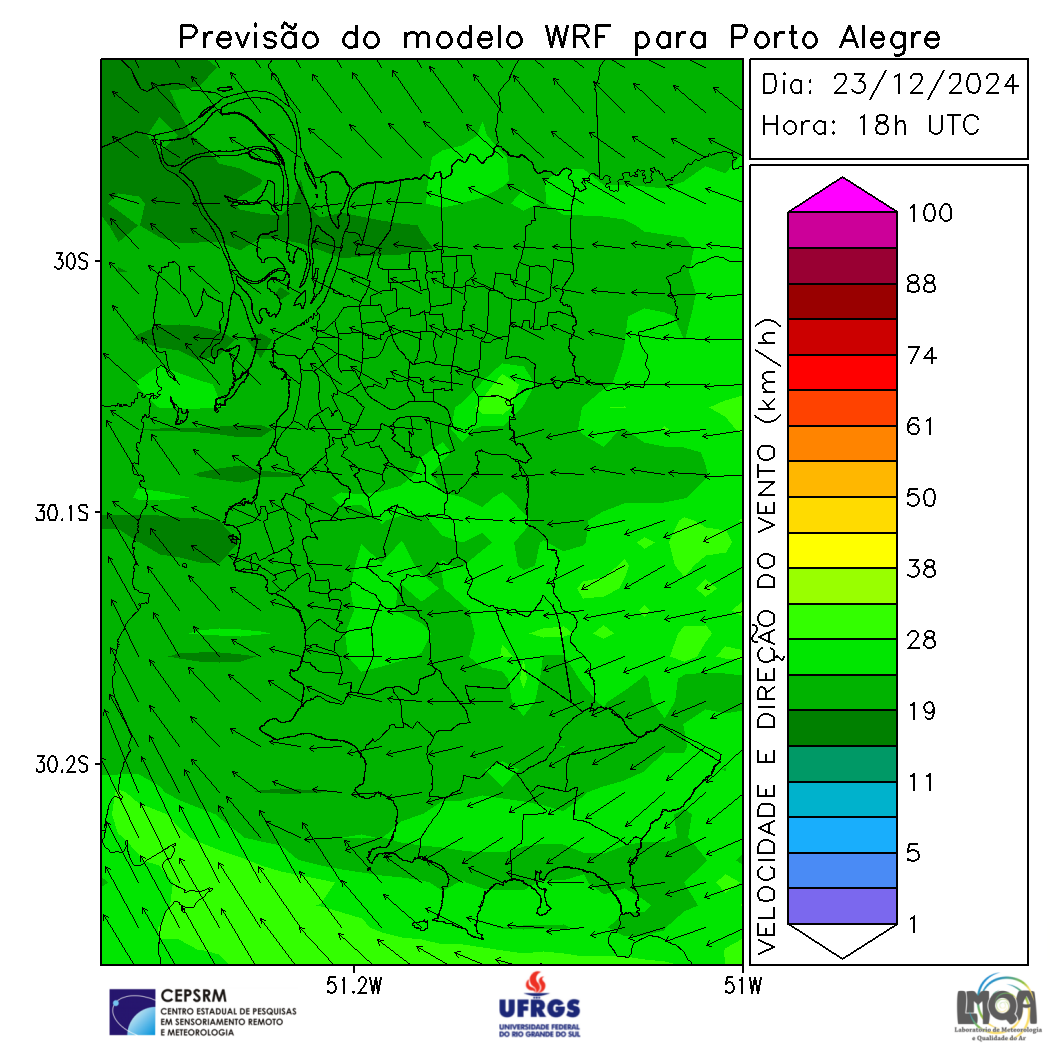 Previsão do modelo WRF para Porto Alegre
Dia: 23/12/2024
Hora: 18h UTC
30S
30.1S
30.2S
51.2W
51W
VELOCIDADE E DIREÇÃO DO VENTO (km/h)
100
88
74
61
50
38
28
19
11
5
1
CEPSRM
CENTRO ESTADUAL DE PESQUISAS
EM SENSORIAMENTO REMOTO
E METEOROLOGIA
UFRGS
UNIVERSIDADE FEDERAL
DO RIO GRANDE DO SUL
LMQA
Laboratório de Meteorologia
e Qualidade do Ar